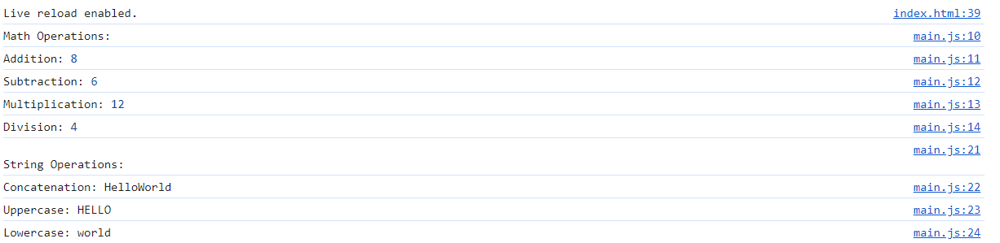 Live reload enabled. index.html:39
Math Operations: main.js:10
Addition: 8 main.js:11
Subtraction: 6 main.js:12
Multiplication: 12 main.js:13
Division: 4 main.js:14
main.js:21
String Operations:
Concatenation: HelloWorld main.js:22
Uppercase: HELLO main.js:23
Lowercase: world main.js:24